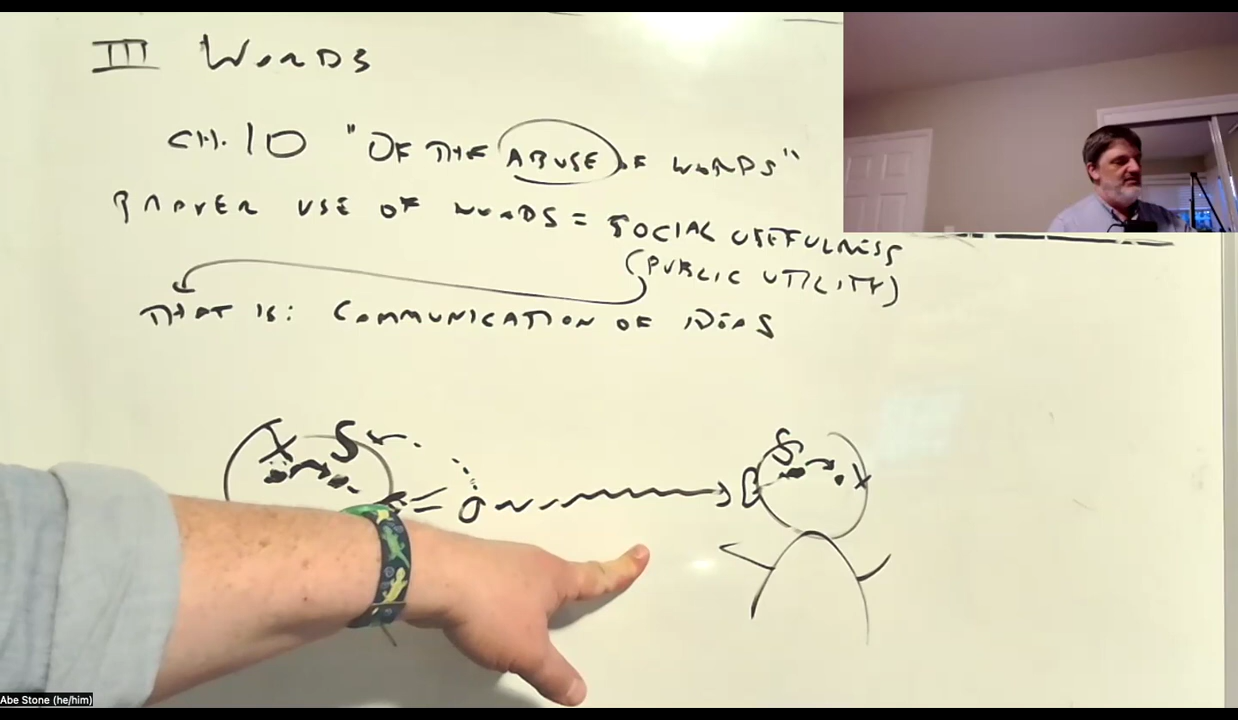 III WORDS
CH. 10 "OF THE ABUSE OF WORDS"
PROPER USE OF WORDS = SOCIAL USEFULNESS
(PUBLIC UTILITY)
THAT IS: COMMUNICATION OF IDEAS
X S
S X
Abe Stone (he/him)